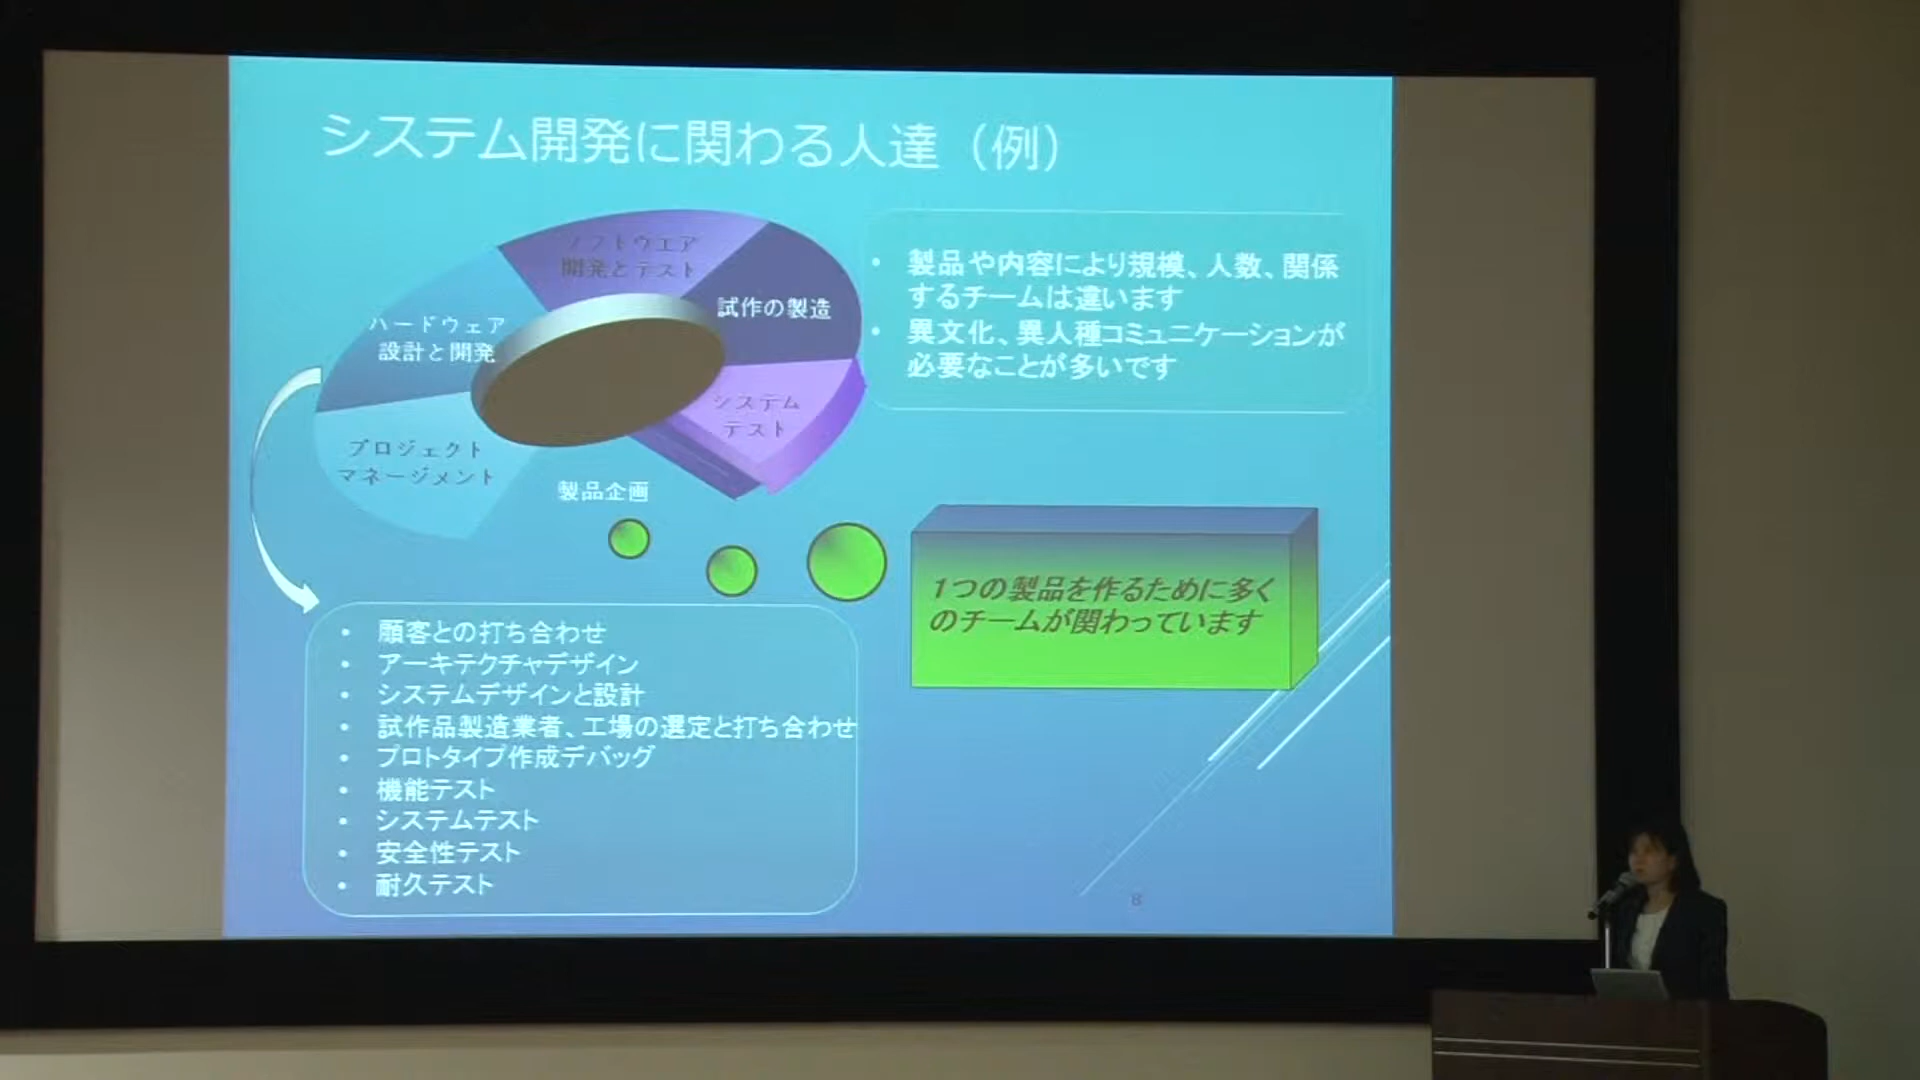 システム開発に関わる人達（例）
ソフトウエア
開発とテスト
試作の製造
ハードウェア
設計と開発
システム
テスト
プロジェクト
マネージメント
製品企画
• 製品や内容により規模、人数、関係
するチームは違います
• 異文化、異人種コミュニケーションが
必要なことが多いです
1つの製品を作るために多く
のチームが関わっています
• 顧客との打ち合わせ
• アーキテクチャデザイン
• システムデザインと設計
• 試作品製造業者、工場の選定と打ち合わせ
• プロトタイプ作成デバッグ
• 機能テスト
• システムテスト
• 安全性テスト
• 耐久テスト
8